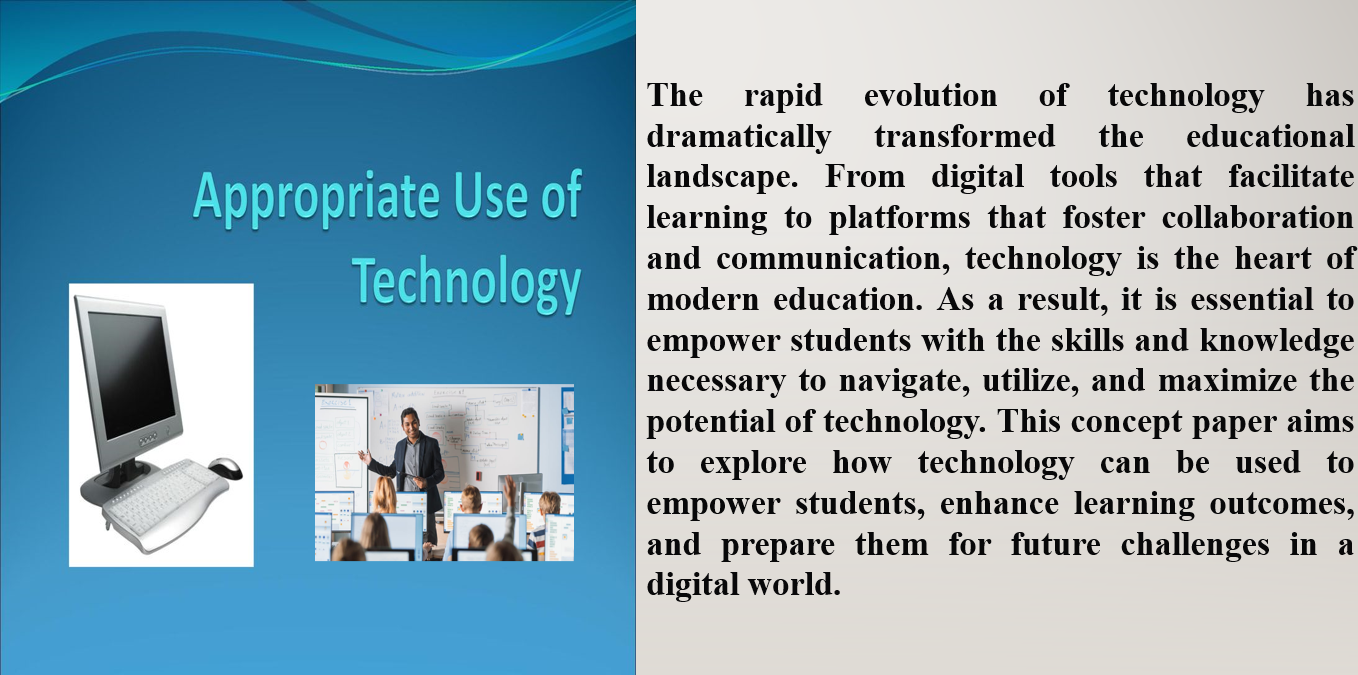 Appropriate Use of
Technology
The rapid evolution of technology has
dramatically transformed the educational
landscape. From digital tools that facilitate
learning to platforms that foster collaboration
and communication, technology is the heart of
modern education. As a result, it is essential to
empower students with the skills and knowledge
necessary to navigate, utilize, and maximize the
potential of technology. This concept paper aims
to explore how technology can be used to
empower students, enhance learning outcomes,
and prepare them for future challenges in a
digital world.